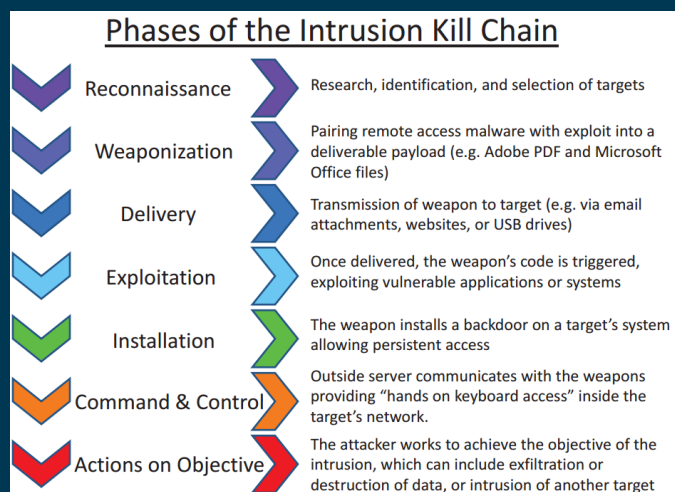 Phases of the Intrusion Kill Chain
Reconnaissance
Research, identification, and selection of targets
Weaponization
Pairing remote access malware with exploit into a
deliverable payload (e.g. Adobe PDF and Microsoft
Office files)
Delivery
Transmission of weapon to target (e.g. via email
attachments, websites, or USB drives)
Exploitation
Once delivered, the weapon's code is triggered,
exploiting vulnerable applications or systems
Installation
The weapon installs a backdoor on a target's system
allowing persistent access
Command & Control
Outside server communicates with the weapons
providing "hands on keyboard access" inside the
target's network.
Actions on Objective
The attacker works to achieve the objective of the
intrusion, which can include exfiltration or
destruction of data, or intrusion of another target